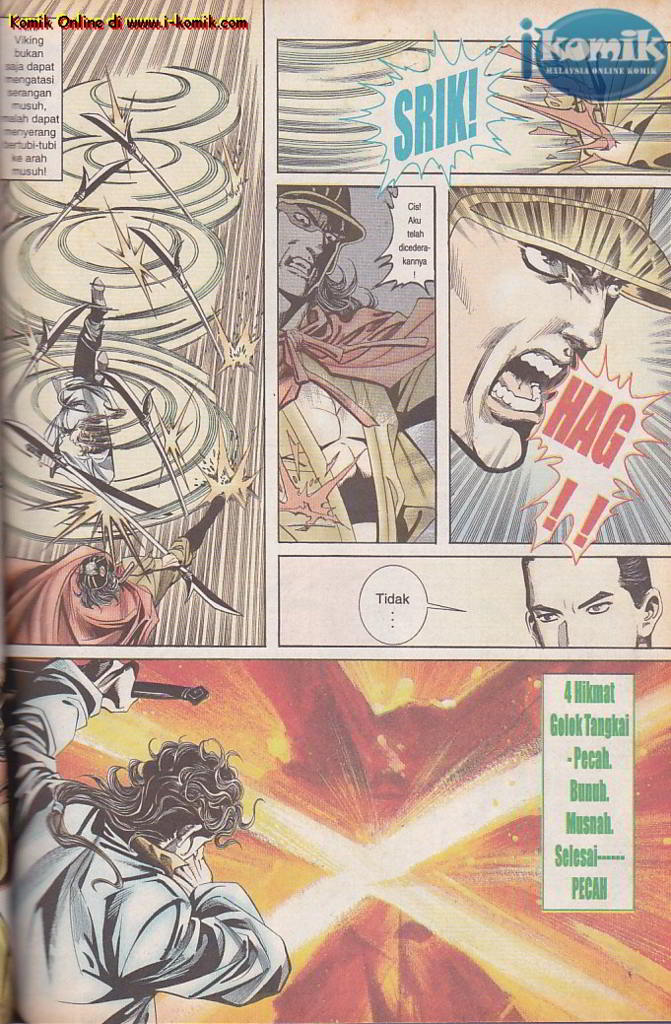 Komik Online di www.i-komik.com
ikomik
MALAYSIA ONLINE KOMIK
Viking
bukan
saja dapat
mengatasi
serangan
musuh,
malah dapat
menyerang
bertubi-tubi
ke arah
musuh!
SRIK!
Cis!
Aku
telah
dicedera-
kannya
!
HAG
!!
Tidak
...
4 Hikmat
Golok Tangkai
- Pecah.
Bunuh.
Musnah.
Selesai------
PECAH